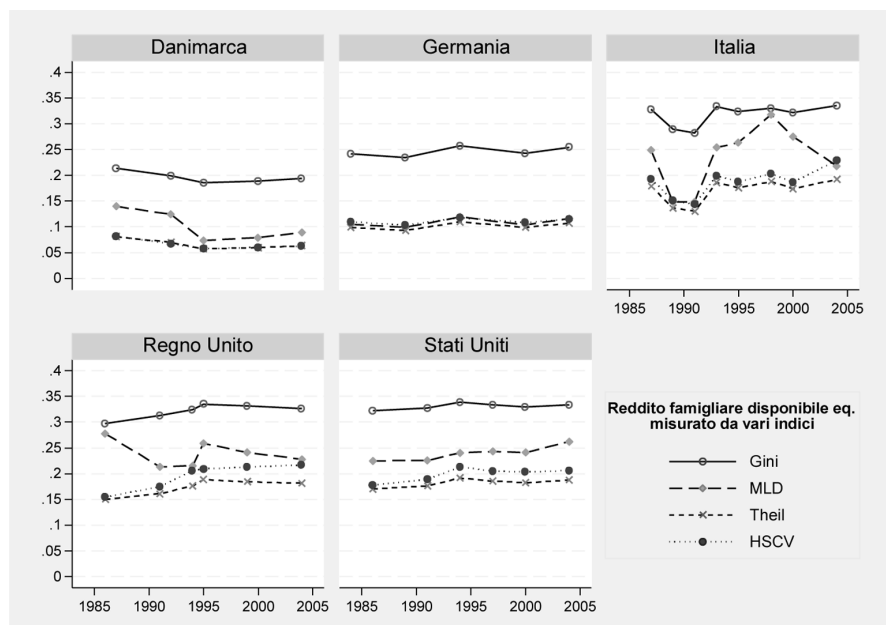 Danimarca
Germania
Italia
.4
.35
.3
.25
.2
.15
.1
.05
0
1985 1990 1995 2000 2005
Regno Unito
Stati Uniti
.4
.35
.3
.25
.2
.15
.1
.05
0
1985 1990 1995 2000 2005
1985 1990 1995 2000 2005
Reddito famigliare disponibile eq.
misurato da vari indici
Gini
MLD
Theil
HSCV